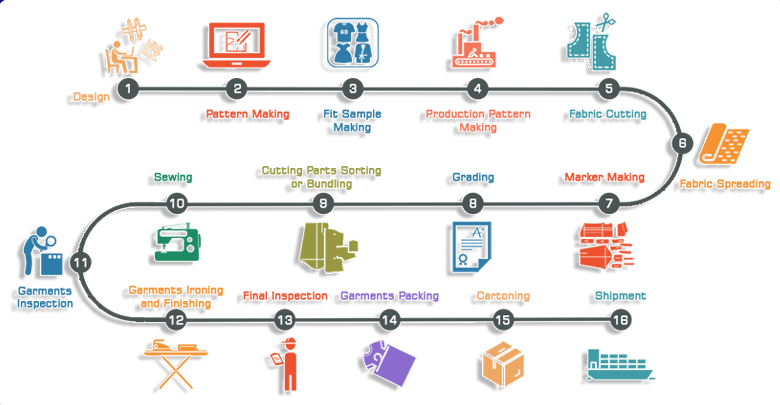 1
Design
2
Pattern Making
3
Fit Sample
Making
4
Production Pattern
Making
5
Fabric Cutting
6
Fabric Spreading
Marker Making
7
Grading
8
A+
Cutting Parts Sorting
or Bundling
9
Sewing
10
11
Garments
Inspection
Garments Ironing
and Finishing
12
Final Inspection
13
Garments Packing
14
Cartoning
15
Shipment
16